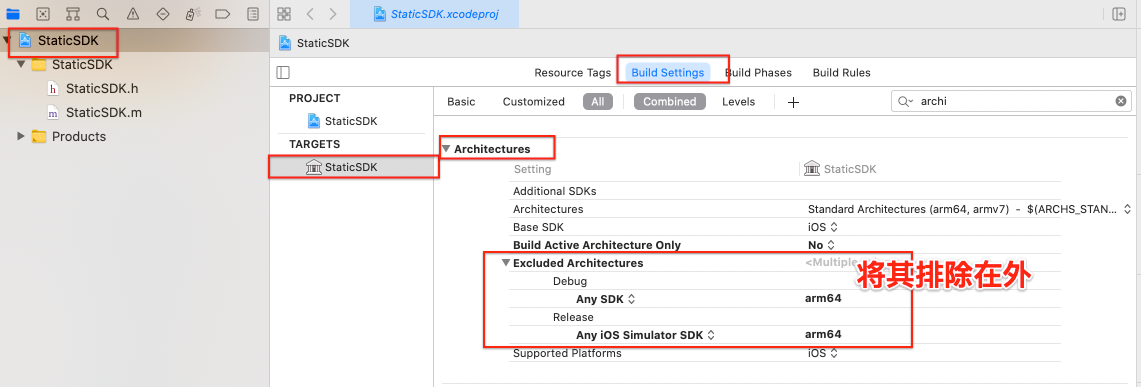 StaticSDK.xcodeproj
StaticSDK
StaticSDK
StaticSDK
h StaticSDK.h
m StaticSDK.m
Products
Resource Tags Build Settings Build Phases Build Rules
PROJECT
StaticSDK
TARGETS
StaticSDK
Basic Customized All Combined Levels + archi
Architectures
Setting StaticSDK
Additional SDKs
Architectures Standard Architectures (arm64, armv7) - $(ARCHS_STAN...
Base SDK iOS
Build Active Architecture Only No
Excluded Architectures <Multiple
将其排除在外
Debug
Any SDK arm64
Release
Any iOS Simulator SDK arm64
Supported Platforms iOS